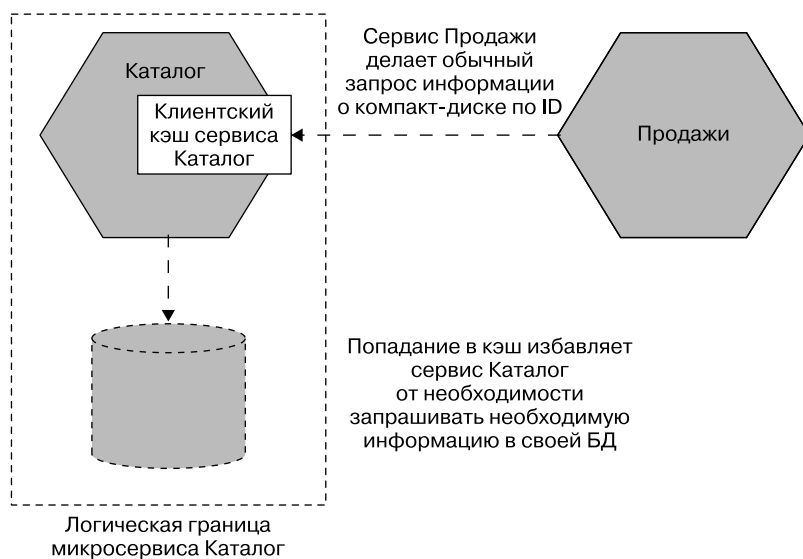 Каталог
Клиентский
кэш сервиса
Каталог
Сервис Продажи
делает обычный
запрос информации
о компакт-диске по ID
Продажи
Попадание в кэш избавляет
сервис Каталог
от необходимости
запрашивать необходимую
информацию в своей БД
Логическая граница
микросервиса Каталог